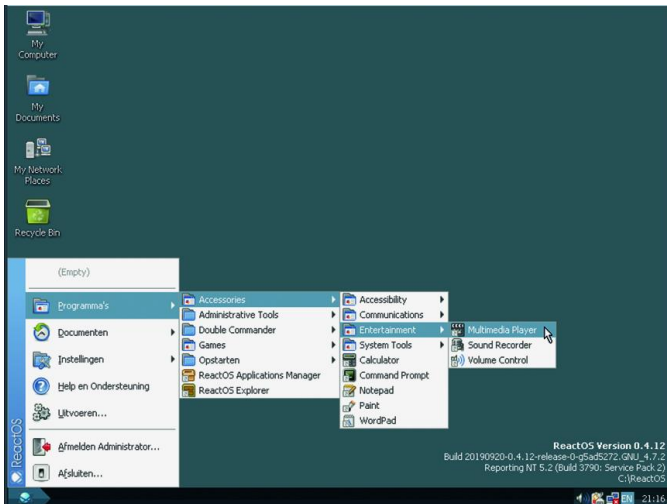 My
Computer
My
Documents
My Network
Places
Recycle Bin
(Empty)
Programma's
Documenten
Instellingen
Help en Ondersteuning
Uitvoeren...
Afmelden Administrator...
Afsluiten...
ReactOS
Accessories
Administrative Tools
Double Commander
Games
Opstarten
ReactOS Applications Manager
ReactOS Explorer
Accessibility
Communications
Entertainment
System Tools
Calculator
Command Prompt
Notepad
Paint
WordPad
Multimedia Player
Sound Recorder
Volume Control
ReactOS Version 0.4.12
Build 20190920-0.4.12-release-0-g5ad5272.GNU_4.7.2
Reporting NT 5.2 (Build 3790: Service Pack 2)
C:\ReactOS
EN 21:16